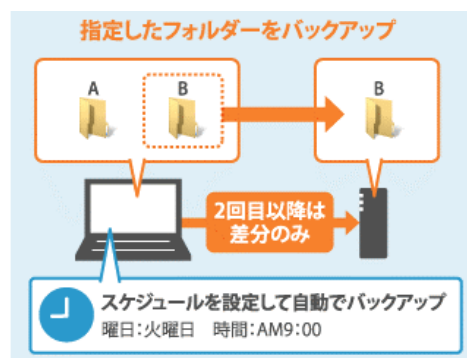 指定したフォルダーをバックアップ
A
B
B
2回目以降は
差分のみ
スケジュールを設定して自動でバックアップ
曜日:火曜日　時間:AM9:00